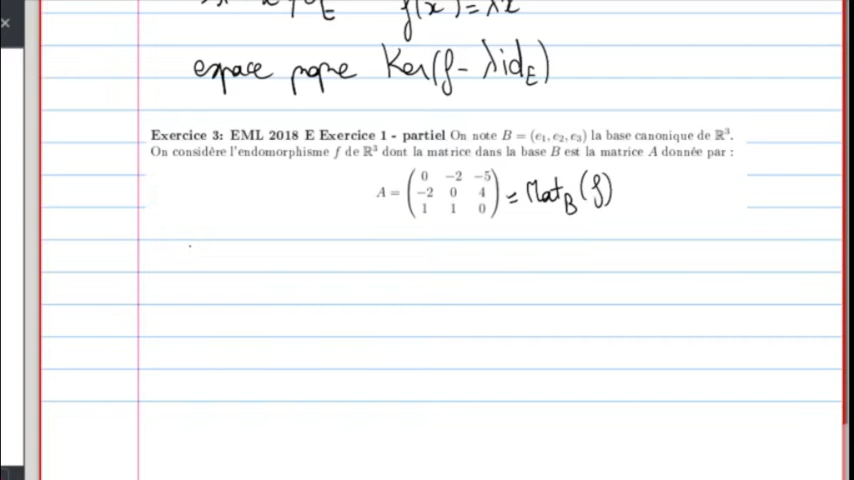 f(x) = λx
espace propre Ker(f - λid_E)
Exercice 3: EML 2018 E Exercice 1 - partiel On note B = (e₁, e₂, e₃) la base canonique de ℝ³.
On considère l'endomorphisme f de ℝ³ dont la matrice dans la base B est la matrice A donnée par :
0 -2 -5
A = -2 0 4 = Mat_B(f)
1 1 0